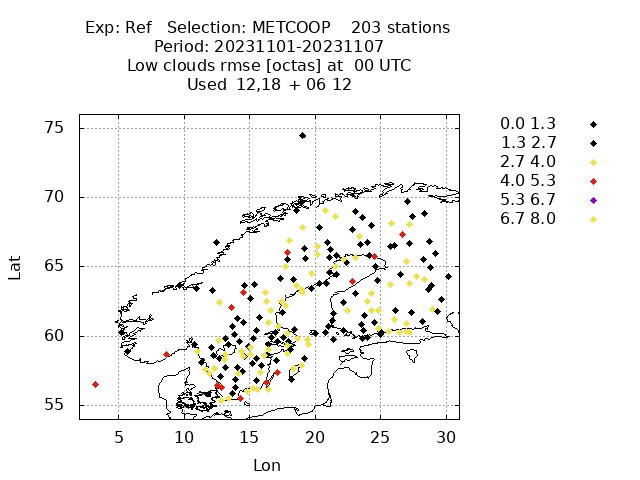 Exp: Ref   Selection: METCOOP    203 stations
Period: 20231101-20231107
Low clouds rmse [octas] at  00 UTC
Used  12,18 + 06 12
0.0 1.3
1.3 2.7
2.7 4.0
4.0 5.3
5.3 6.7
6.7 8.0
Lat
75
70
65
60
55
5 10 15 20 25 30
Lon